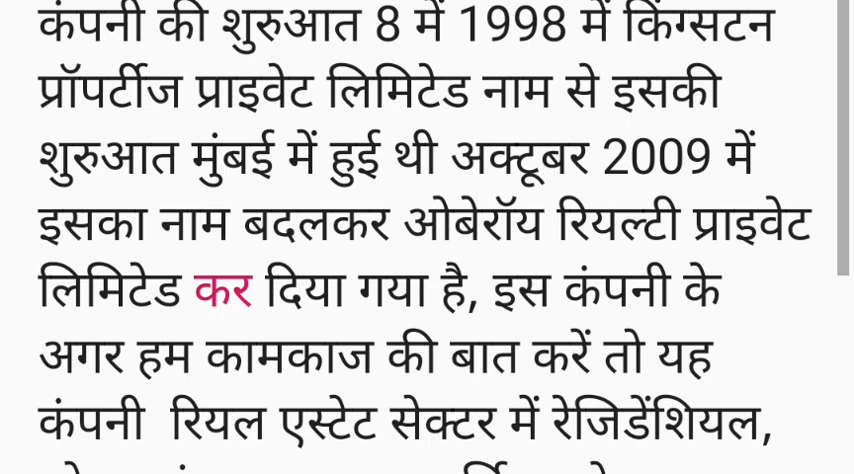 कंपनी की शुरुआत 8 में 1998 में किंग्सटन
प्रॉपर्टीज प्राइवेट लिमिटेड नाम से इसकी
शुरुआत मुंबई में हुई थी अक्टूबर 2009 में
इसका नाम बदलकर ओबेरॉय रियल्टी प्राइवेट
लिमिटेड कर दिया गया है, इस कंपनी के
अगर हम कामकाज की बात करें तो यह
कंपनी रियल एस्टेट सेक्टर में रेजिडेंशियल,